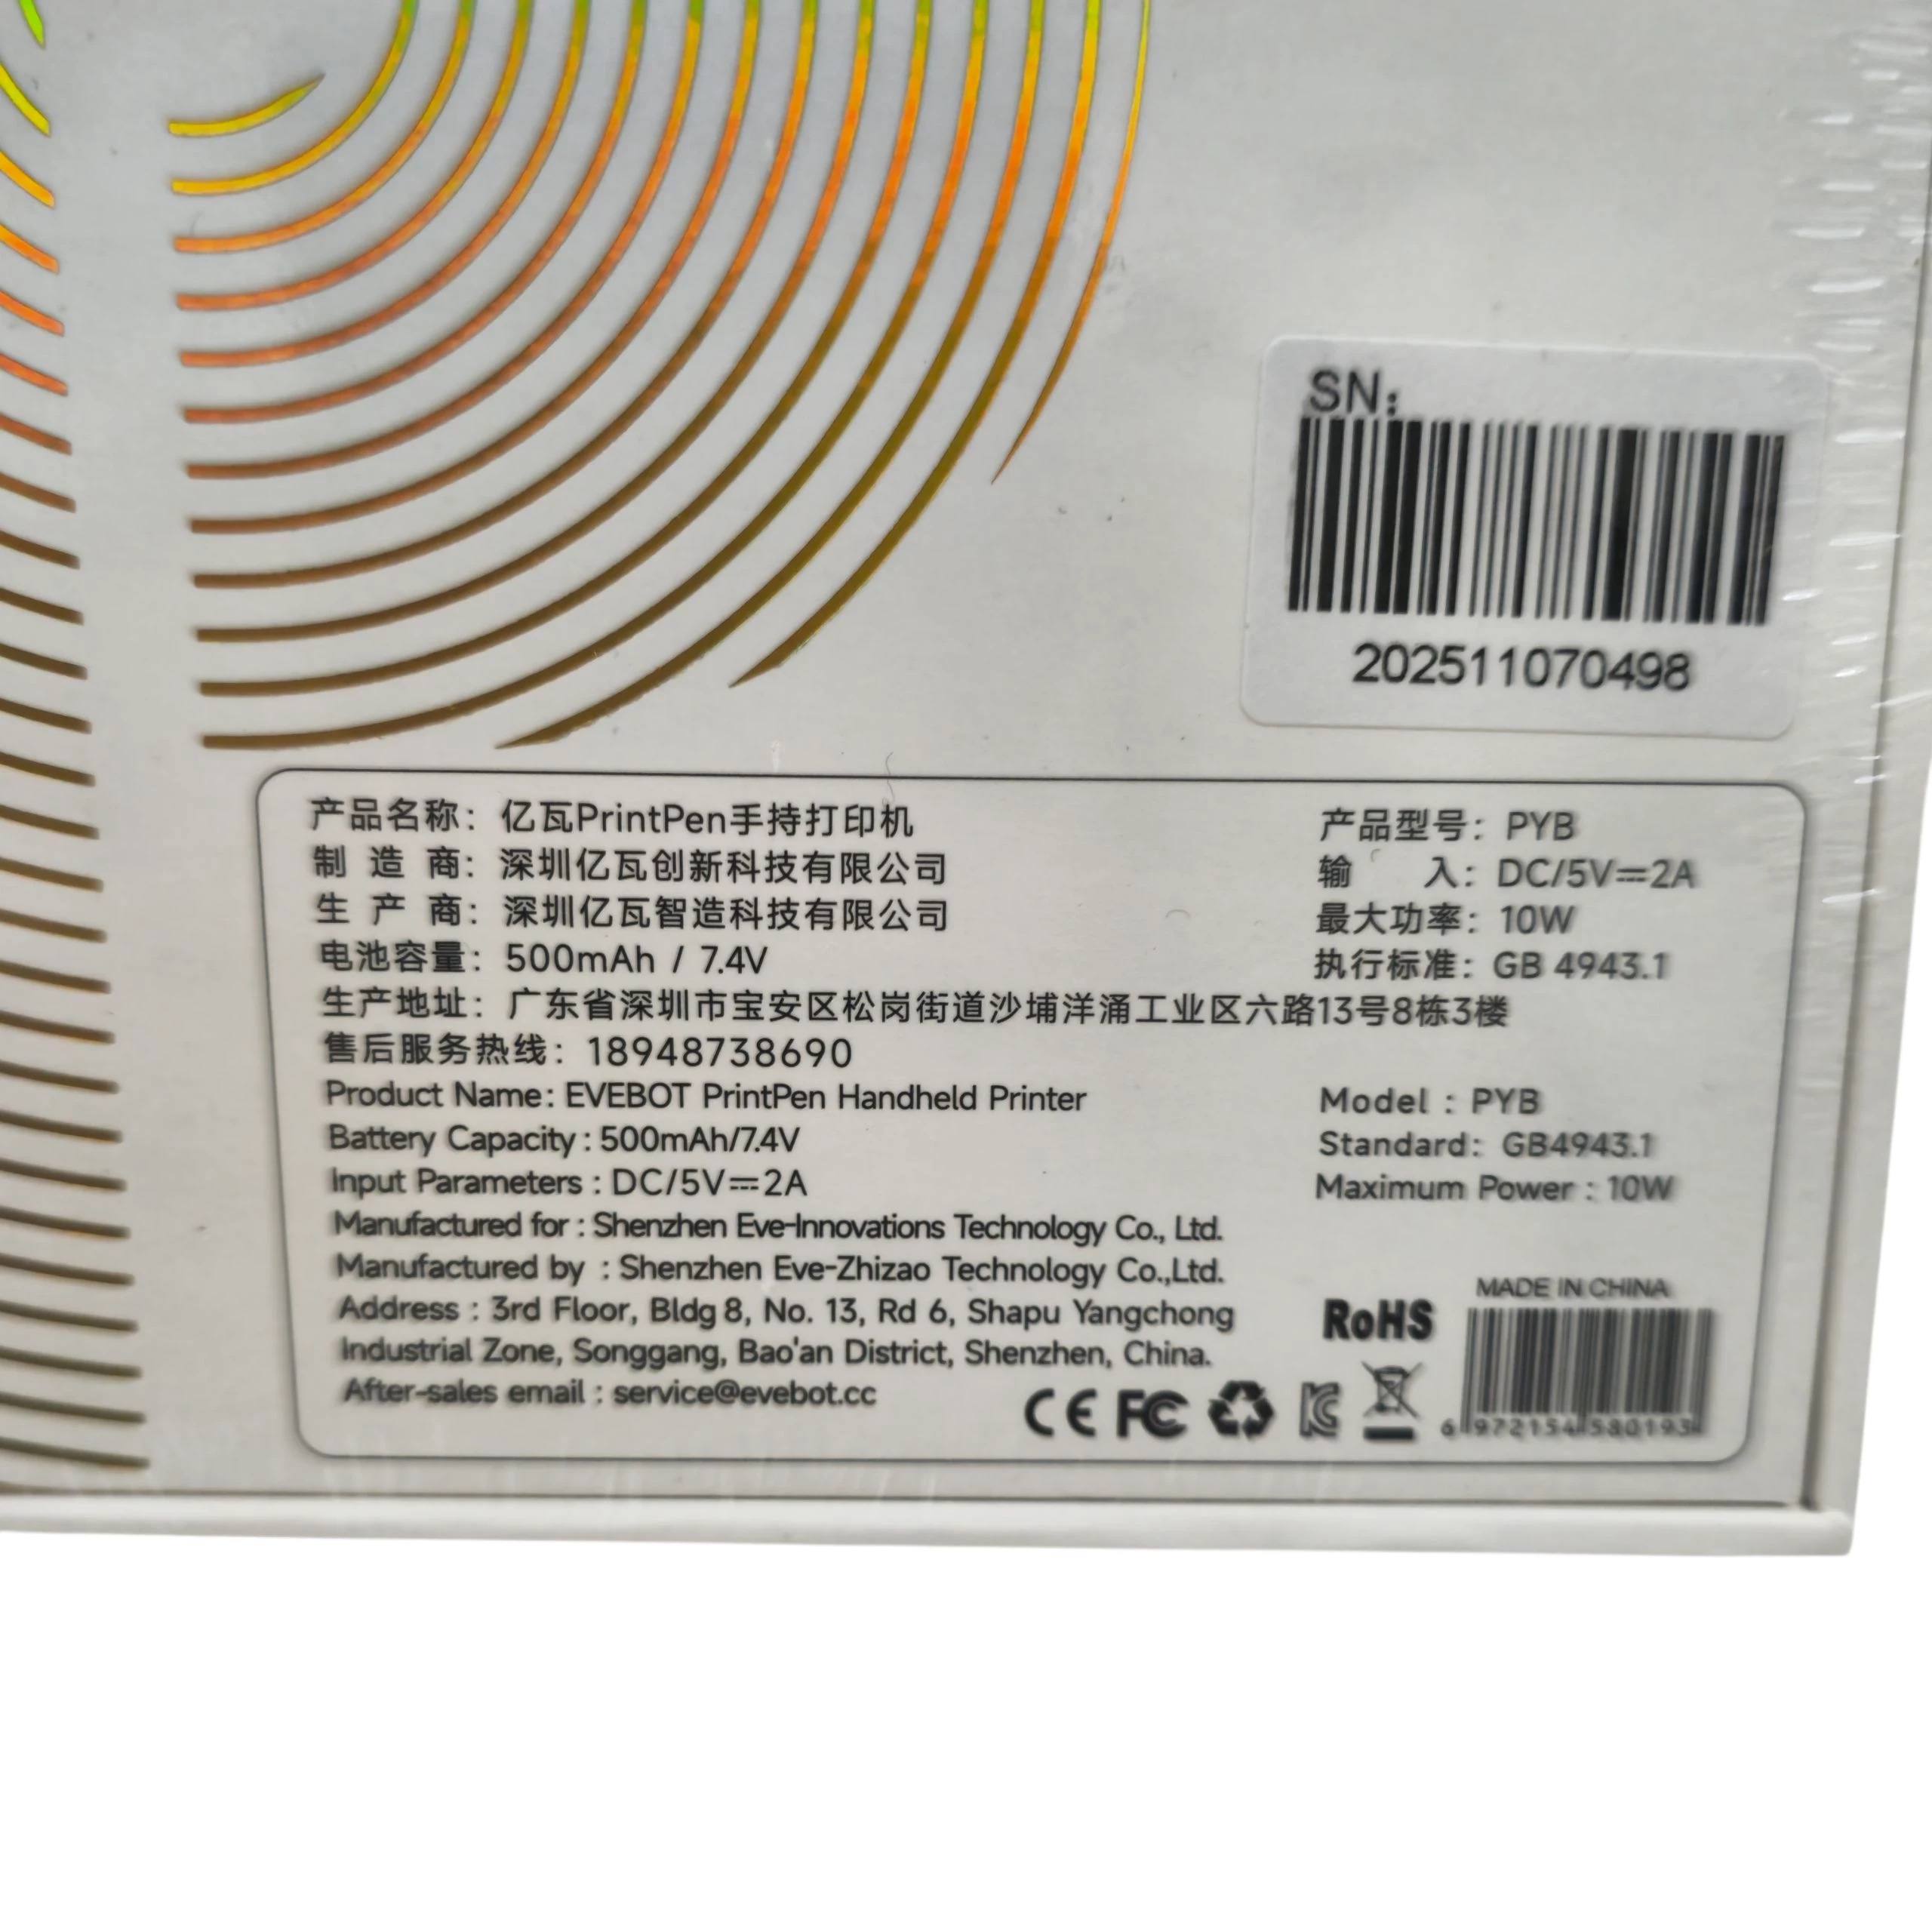 SN:
202511070498
产品名称：亿瓦PrintPen手持打印机
产品型号：PYB
制 造 商：深圳亿瓦创新科技有限公司
输 入：DC/5V⎓2A
生 产 商：深圳亿瓦智造科技有限公司
最大功率：10W
电池容量：500mAh / 7.4V
执行标准：GB 4943.1
生产地址：广东省深圳市宝安区松岗街道沙埔洋涌工业区六路13号8栋3楼
售后服务热线：18948738690
Product Name: EVEBOT PrintPen Handheld Printer
Model : PYB
Battery Capacity : 500mAh/7.4V
Standard: GB4943.1
Input Parameters : DC/5V⎓2A
Maximum Power : 10W
Manufactured for : Shenzhen Eve-Innovations Technology Co., Ltd.
Manufactured by : Shenzhen Eve-Zhizao Technology Co.,Ltd.
Address : 3rd Floor, Bldg 8, No. 13, Rd 6, Shapu Yangchong
Industrial Zone, Songgang, Bao'an District, Shenzhen, China.
After-sales email : service@evebot.cc
MADE IN CHINA
RoHS
CE FC
6 972154 580193